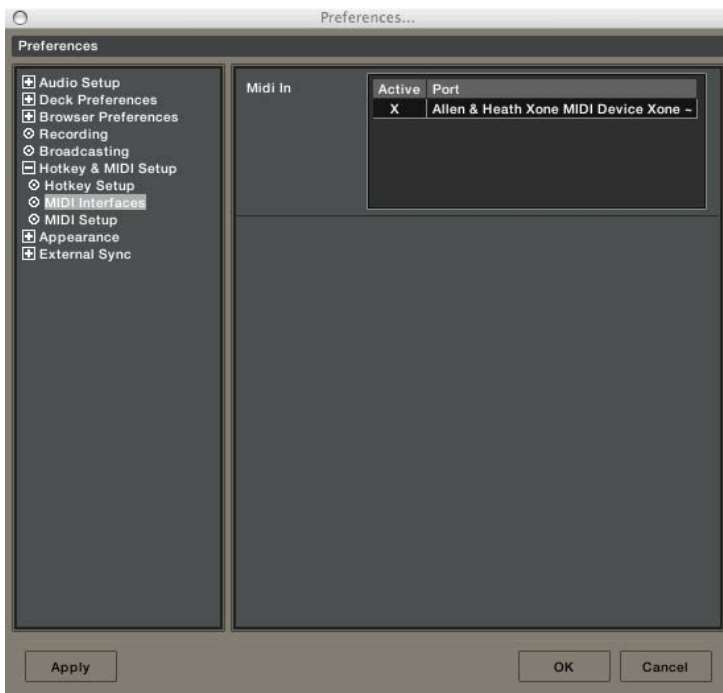 Preferences...
Preferences
Audio Setup
Deck Preferences
Browser Preferences
Recording
Broadcasting
Hotkey & MIDI Setup
Hotkey Setup
MIDI Interfaces
MIDI Setup
Appearance
External Sync
Midi In
Active Port
X Allen & Heath Xone MIDI Device Xone ~
Apply
OK
Cancel